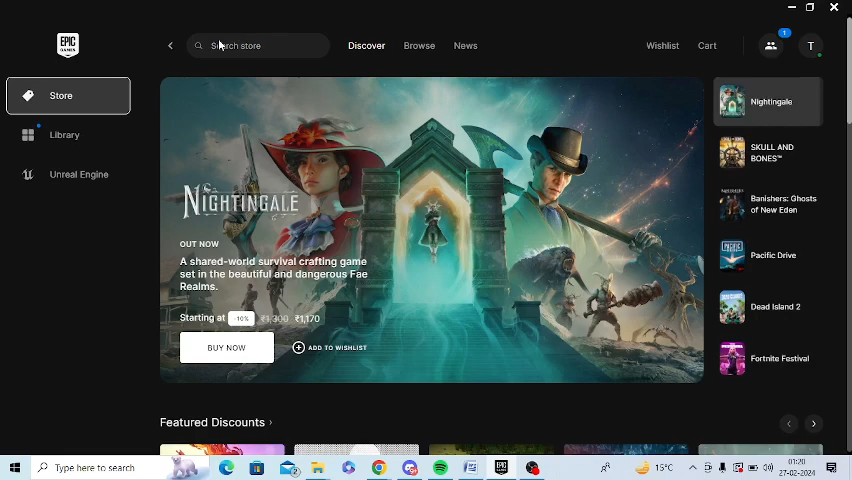 EPIC
GAMES
Search store
Discover
Browse
News
Wishlist
Cart
1
T
Store
Library
Unreal Engine
NIGHTINGALE
OUT NOW
A shared-world survival crafting game
set in the beautiful and dangerous Fae
Realms.
Starting at -10% ₹1,300 ₹1,170
BUY NOW
ADD TO WISHLIST
Nightingale
SKULL AND
BONES™
Banishers: Ghosts
of New Eden
Pacific Drive
Dead Island 2
Fortnite Festival
Featured Discounts
Type here to search
2
EPIC
15°C
01:20
27-02-2024